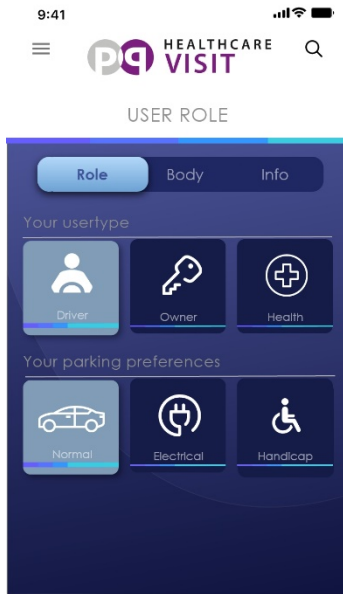 9:41
pq HEALTHCARE
VISIT
USER ROLE
Role Body Info
Your usertype
Driver Owner Health
Your parking preferences
Normal Electrical Handicap